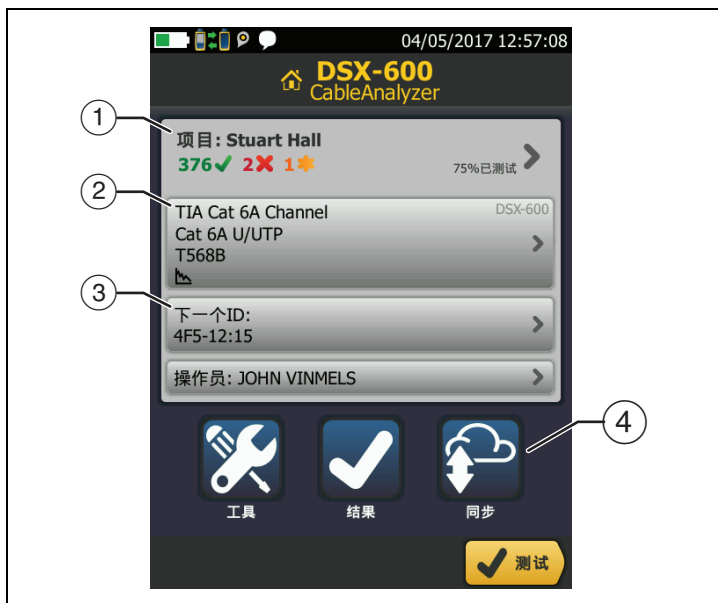 04/05/2017 12:57:08
DSX-600
CableAnalyzer
1
项目: Stuart Hall
376 2 1
75%已测试
2
TIA Cat 6A Channel
DSX-600
Cat 6A U/UTP
T568B
3
下一个ID:
4F5-12:15
操作员: JOHN VINMELS
4
工具
结果
同步
测试